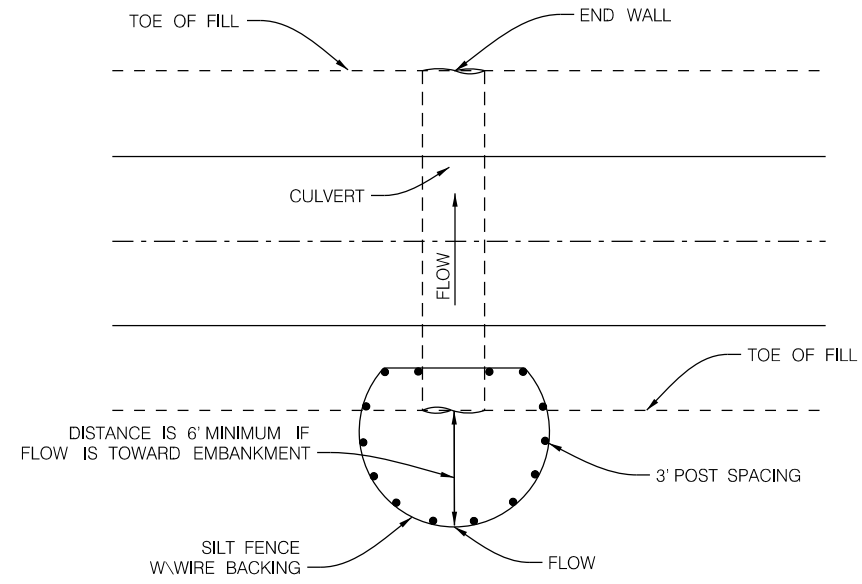 TOE OF FILL
END WALL
CULVERT
FLOW
TOE OF FILL
DISTANCE IS 6' MINIMUM IF
FLOW IS TOWARD EMBANKMENT
3' POST SPACING
SILT FENCE
W\WIRE BACKING
FLOW